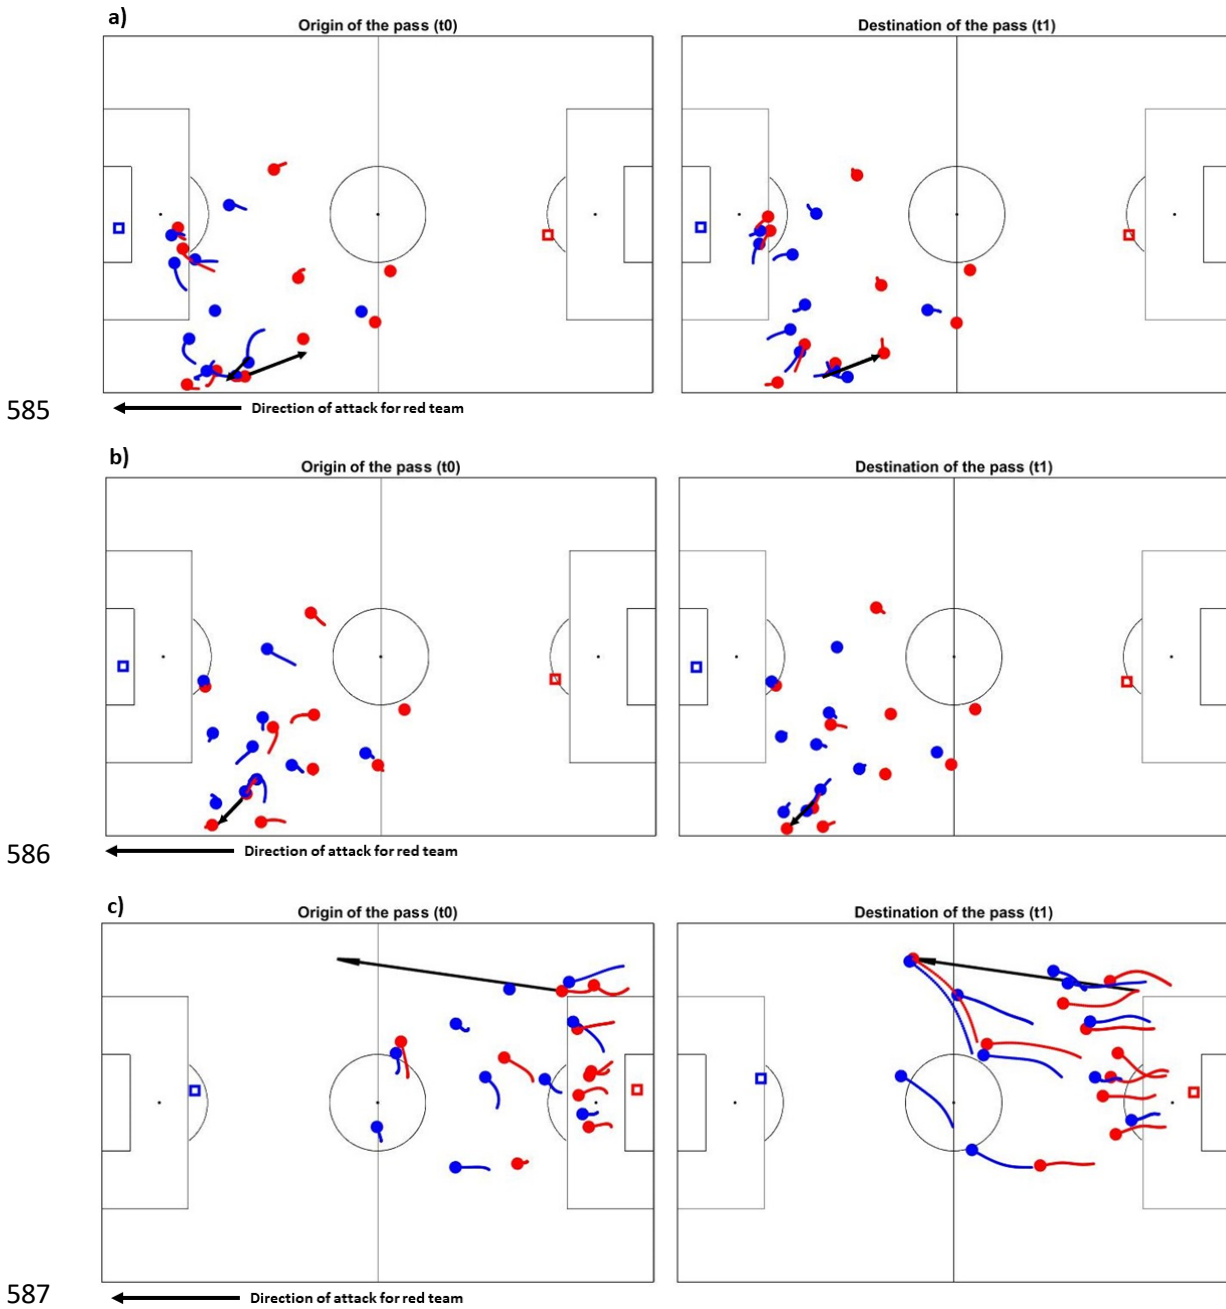 a)
Origin of the pass (t0)
Destination of the pass (t1)
585
Direction of attack for red team
b)
Origin of the pass (t0)
Destination of the pass (t1)
586
Direction of attack for red team
c)
Origin of the pass (t0)
Destination of the pass (t1)
587
Direction of attack for red team